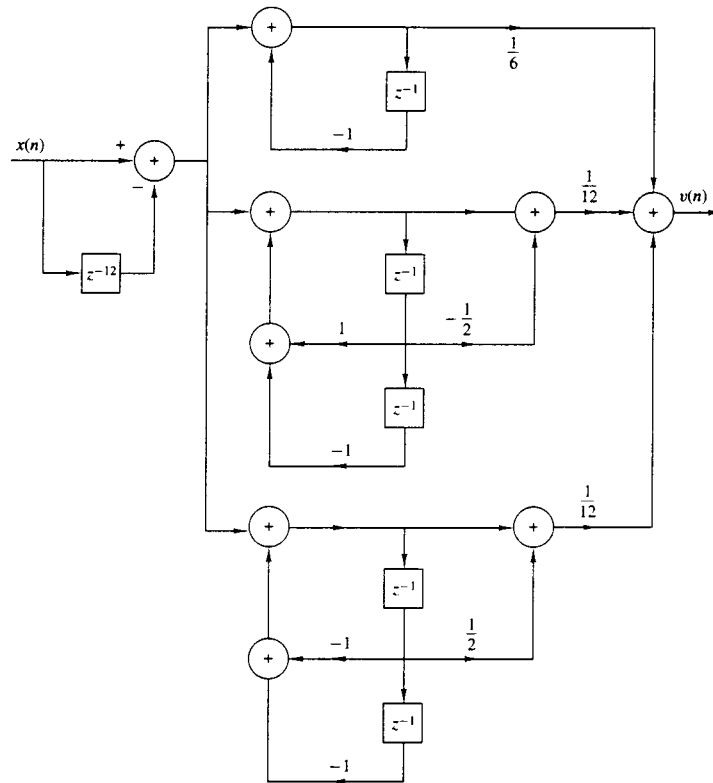 +
1/6
z⁻¹
−1
x(n)
+
+
−
z⁻¹²
+
+
1/12
+
v(n)
z⁻¹
+
1
−1/2
z⁻¹
−1
+
+
1/12
z⁻¹
+
−1
1/2
z⁻¹
−1